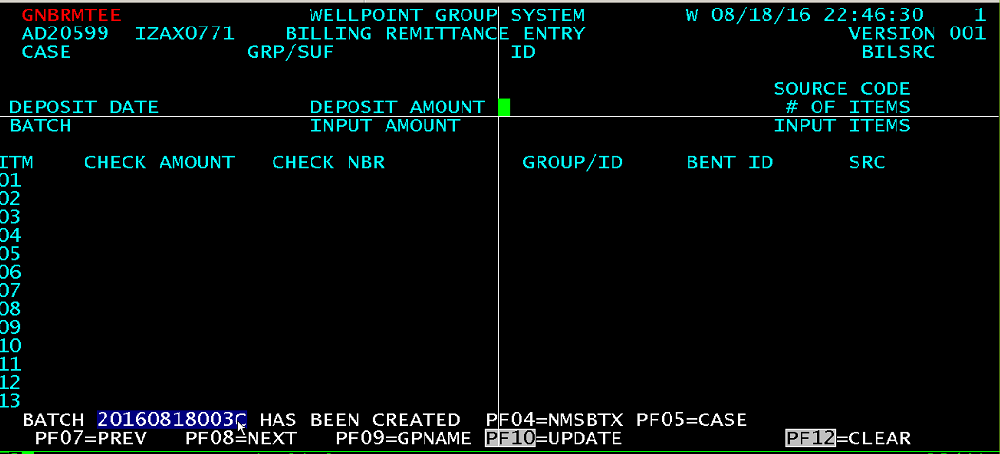 GNBRMTEE WELLPOINT GROUP SYSTEM W 08/18/16 22:46:30 1
AD20599 IZAX0771 BILLING REMITTANCE ENTRY VERSION 001
CASE GRP/SUF ID BILSRC
SOURCE CODE
DEPOSIT DATE DEPOSIT AMOUNT # OF ITEMS
BATCH INPUT AMOUNT INPUT ITEMS
ITM CHECK AMOUNT CHECK NBR GROUP/ID BENT ID SRC
01
02
03
04
05
06
07
08
09
10
11
12
13
BATCH 20160818003C HAS BEEN CREATED PF04=NMSBTX PF05=CASE
PF07=PREV PF08=NEXT PF09=GPNAME PF10=UPDATE PF12=CLEAR